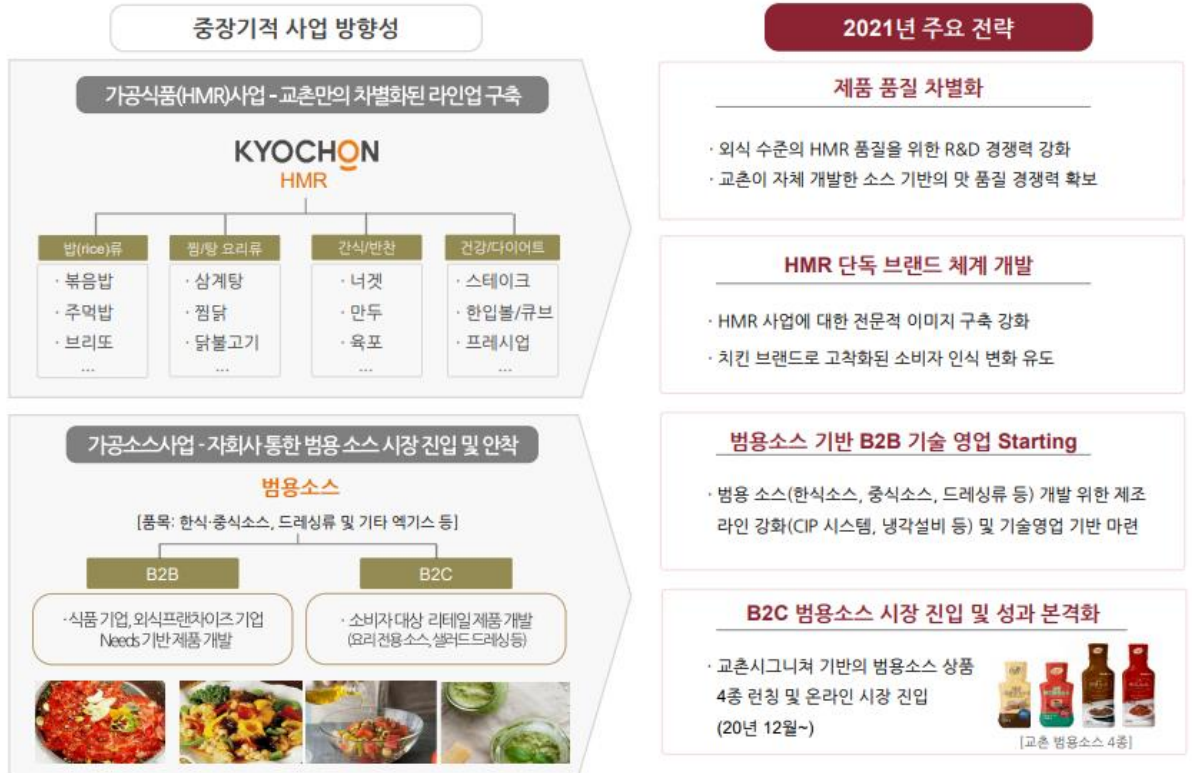 중장기적 사업 방향성
가공식품(HMR)사업 - 교촌만의 차별화된 라인업 구축
KYOCHON
HMR
밥(rice)류
· 볶음밥
· 주먹밥
· 브리또
...
찜/탕 요리류
· 삼계탕
· 찜닭
· 닭불고기
...
간식/반찬
· 너겟
· 만두
· 육포
...
건강/다이어트
· 스테이크
· 한입볼/큐브
· 프레시업
...
가공소스사업 - 자회사 통한 범용 소스 시장 진입 및 안착
범용소스
[품목: 한식·중식소스, 드레싱류 및 기타 엑기스 등]
B2B
· 식품 기업, 외식프랜차이즈 기업
Needs 기반 제품 개발
B2C
· 소비자 대상 리테일 제품 개발
(요리 전용소스, 샐러드 드레싱 등)
2021년 주요 전략
제품 품질 차별화
· 외식 수준의 HMR 품질을 위한 R&D 경쟁력 강화
· 교촌이 자체 개발한 소스 기반의 맛 품질 경쟁력 확보
HMR 단독 브랜드 체계 개발
· HMR 사업에 대한 전문적 이미지 구축 강화
· 치킨 브랜드로 고착화된 소비자 인식 변화 유도
범용소스 기반 B2B 기술 영업 Starting
· 범용 소스(한식소스, 중식소스, 드레싱류 등) 개발 위한 제조
라인 강화(CIP 시스템, 냉각설비 등) 및 기술영업 기반 마련
B2C 범용소스 시장 진입 및 성과 본격화
· 교촌시그니쳐 기반의 범용소스 상품
4종 런칭 및 온라인 시장 진입
(20년 12월~)
[교촌 범용소스 4종]